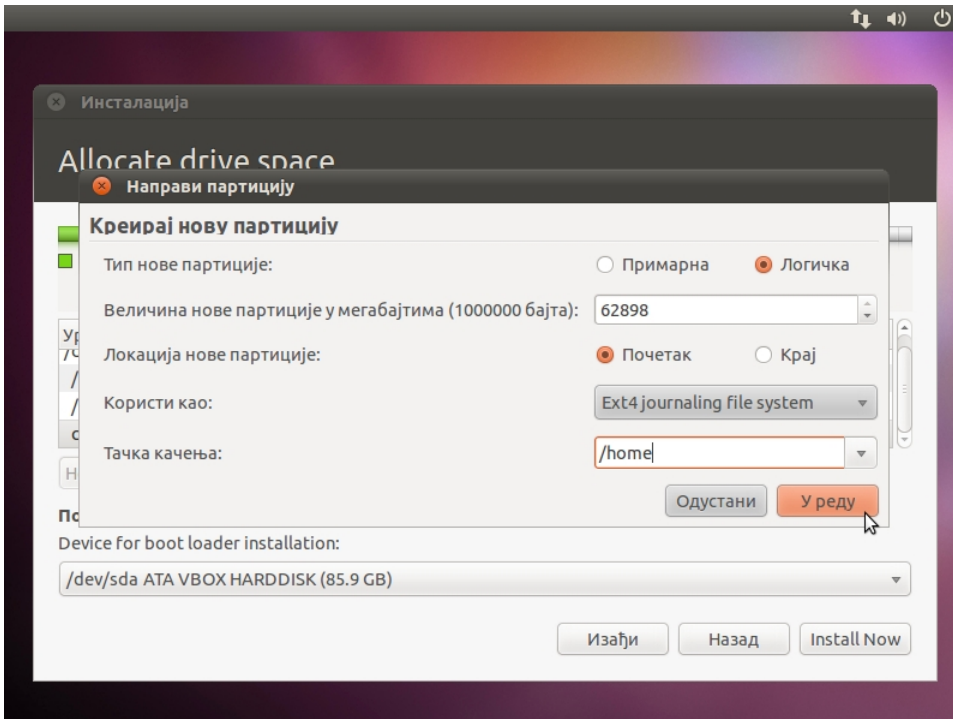 Инсталација
Allocate drive space
Направи партицију
Креирај нову партицију
Тип нове партиције: Примарна Логичка
Величина нове партиције у мегабајтима (1000000 бајта): 62898
Локација нове партиције: Почетак Крај
Користи као: Ext4 journaling file system
Тачка качења: /home
Одустани У реду
Device for boot loader installation:
/dev/sda ATA VBOX HARDDISK (85.9 GB)
Изађи Назад Install Now